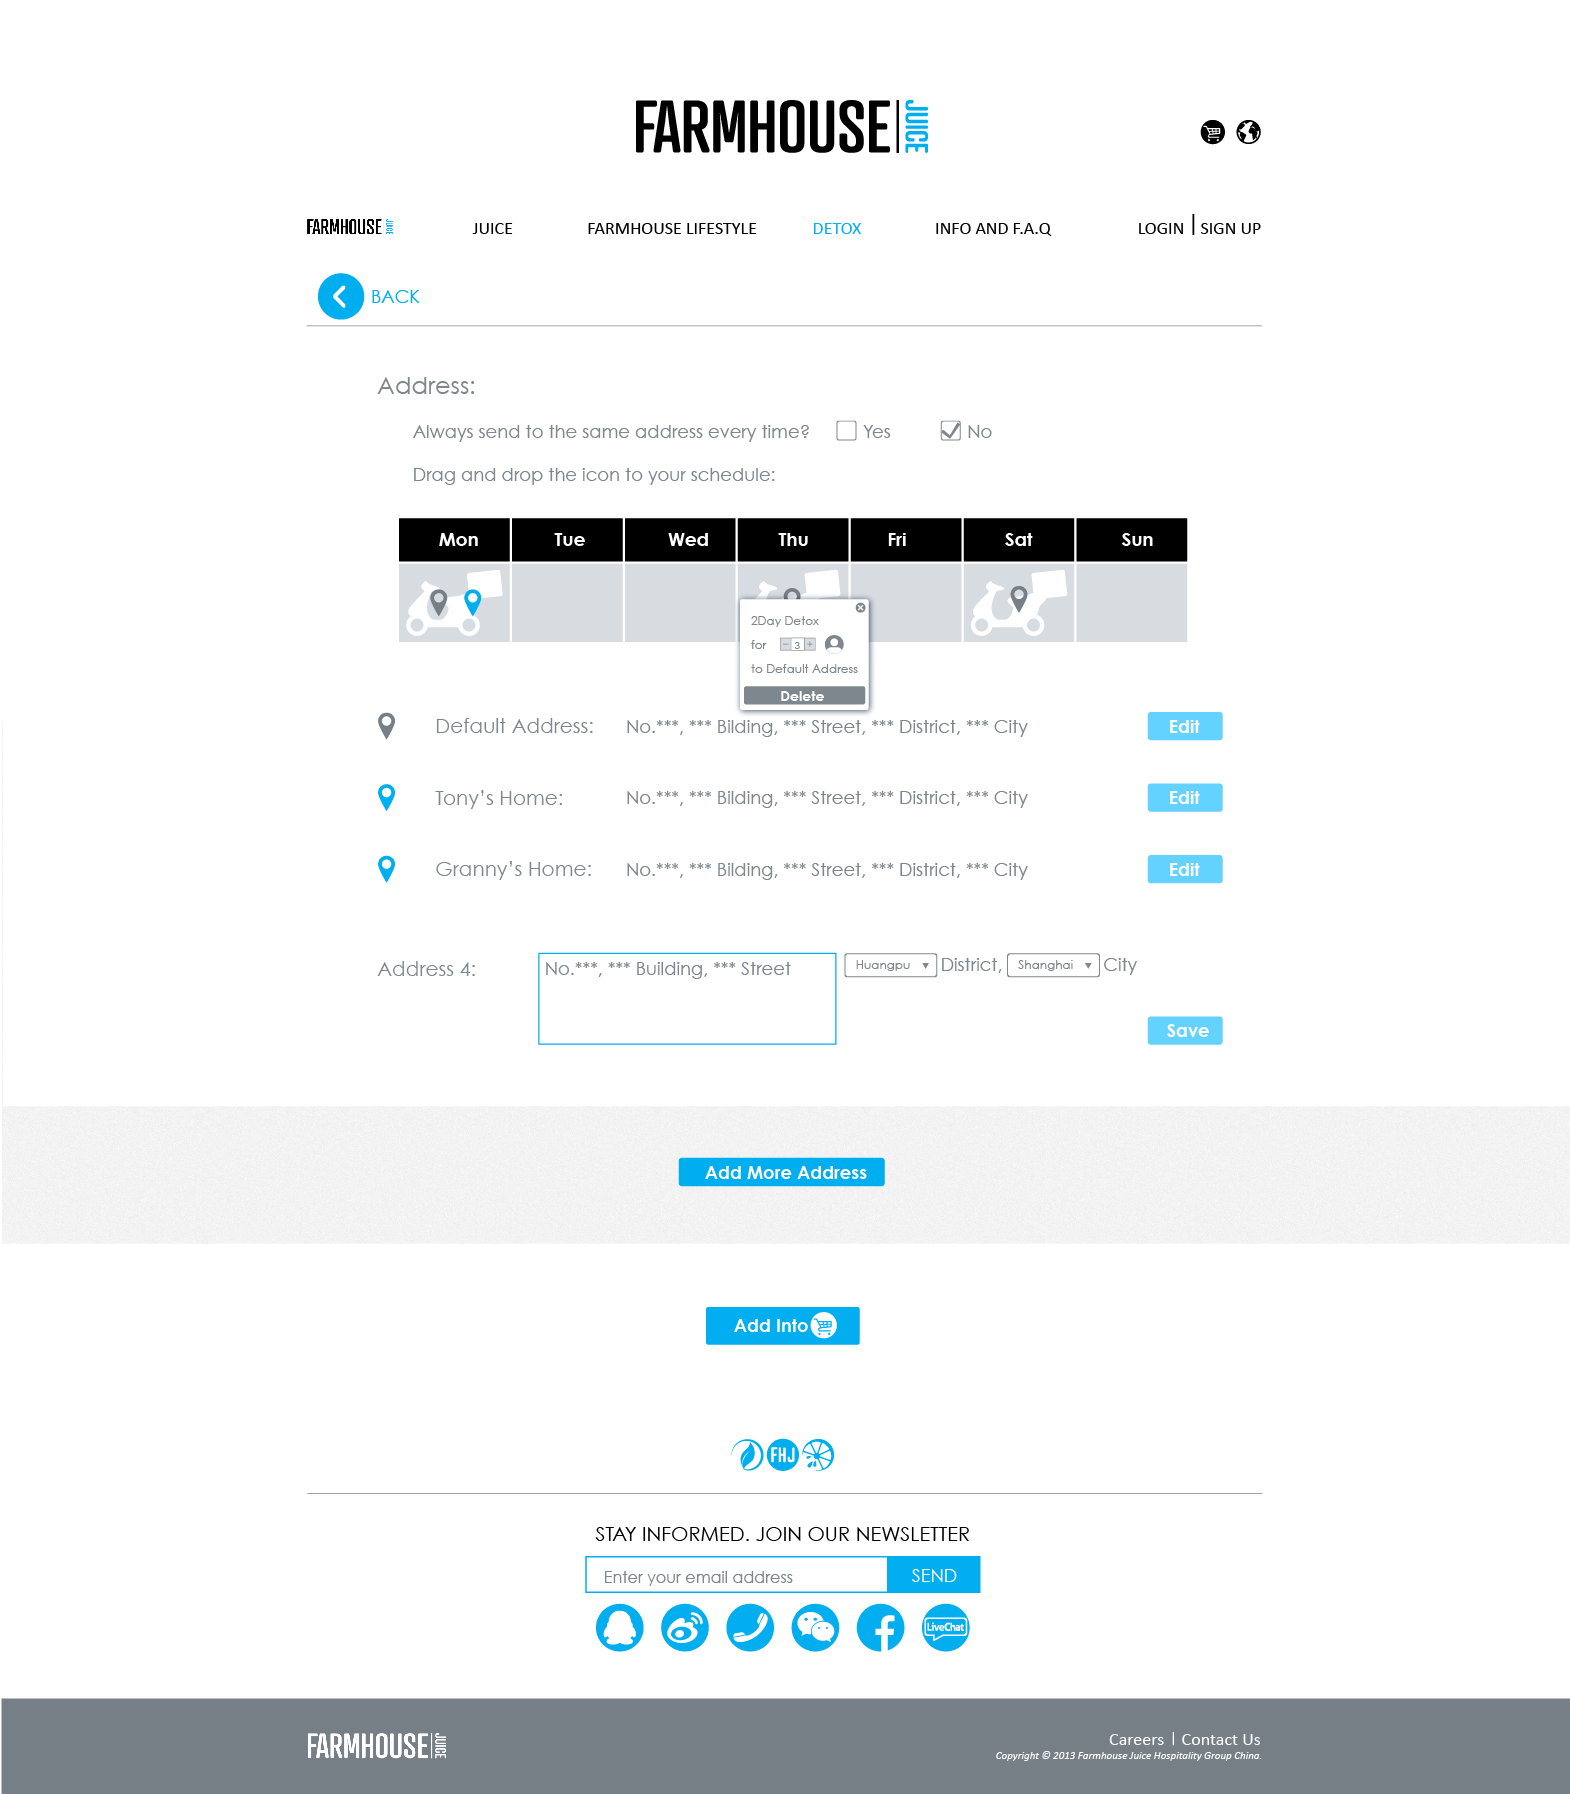 FARMHOUSE JUICE
FARMHOUSE JUICE JUICE FARMHOUSE LIFESTYLE DETOX INFO AND F.A.Q LOGIN | SIGN UP
BACK
Address:
Always send to the same address every time? Yes No
Drag and drop the icon to your schedule:
Mon Tue Wed Thu Fri Sat Sun
2Day Detox
for - 3 +
to Default Address
Delete
Default Address: No.***, *** Bilding, *** Street, *** District, *** City Edit
Tony's Home: No.***, *** Bilding, *** Street, *** District, *** City Edit
Granny's Home: No.***, *** Bilding, *** Street, *** District, *** City Edit
Address 4: No.***, *** Building, *** Street Huangpu ▼ District, Shanghai ▼ City
Save
Add More Address
Add Into
FHJ
STAY INFORMED. JOIN OUR NEWSLETTER
Enter your email address SEND
LiveChat
FARMHOUSE JUICE
Careers | Contact Us
Copyright © 2013 Farmhouse Juice Hospitality Group China.